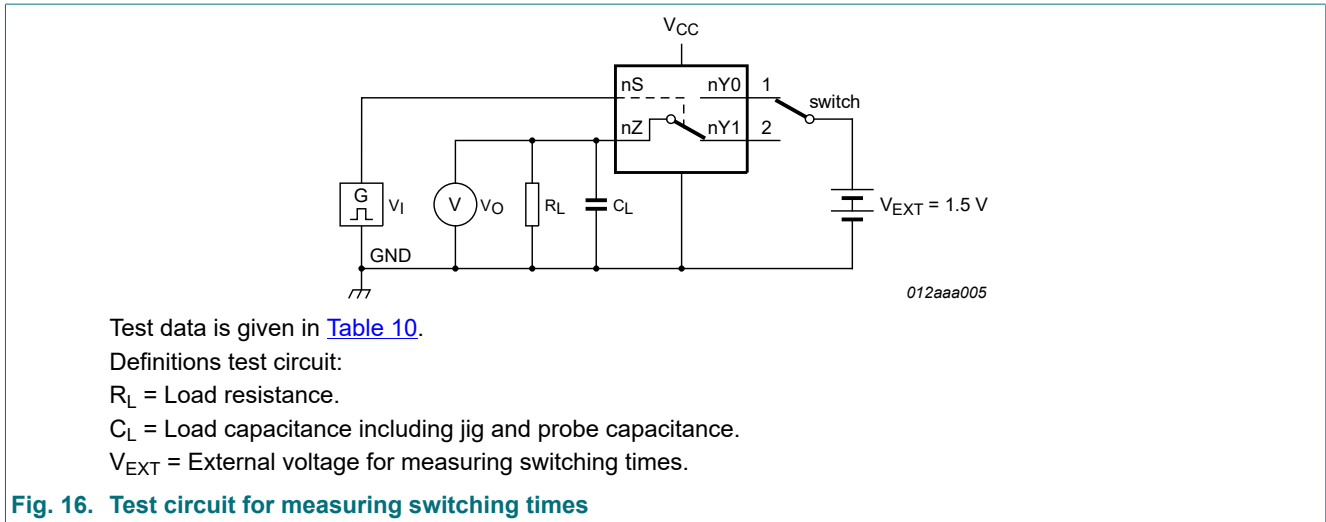 VCC
nS nY0 1
switch
nZ nY1 2
G VI V VO RL CL VEXT = 1.5 V
GND
012aaa005
Test data is given in Table 10.
Definitions test circuit:
RL = Load resistance.
CL = Load capacitance including jig and probe capacitance.
VEXT = External voltage for measuring switching times.
Fig. 16. Test circuit for measuring switching times